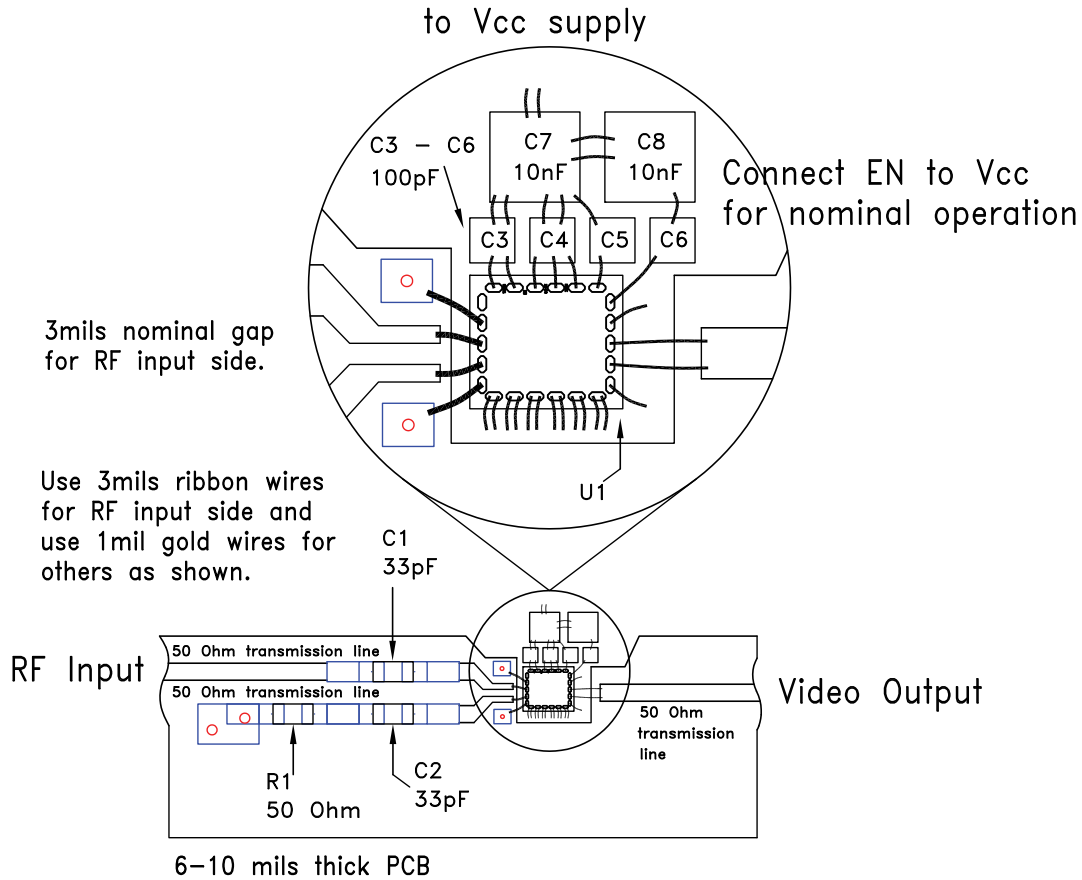 to Vcc supply
C3 – C6
100pF
C7
10nF
C8
10nF
Connect EN to Vcc
for nominal operation
C3
C4
C5
C6
3mils nominal gap
for RF input side.
U1
Use 3mils ribbon wires
for RF input side and
use 1mil gold wires for
others as shown.
C1
33pF
RF Input
50 Ohm transmission line
50 Ohm transmission line
Video Output
50 Ohm
transmission
line
R1
50 Ohm
C2
33pF
6–10 mils thick PCB